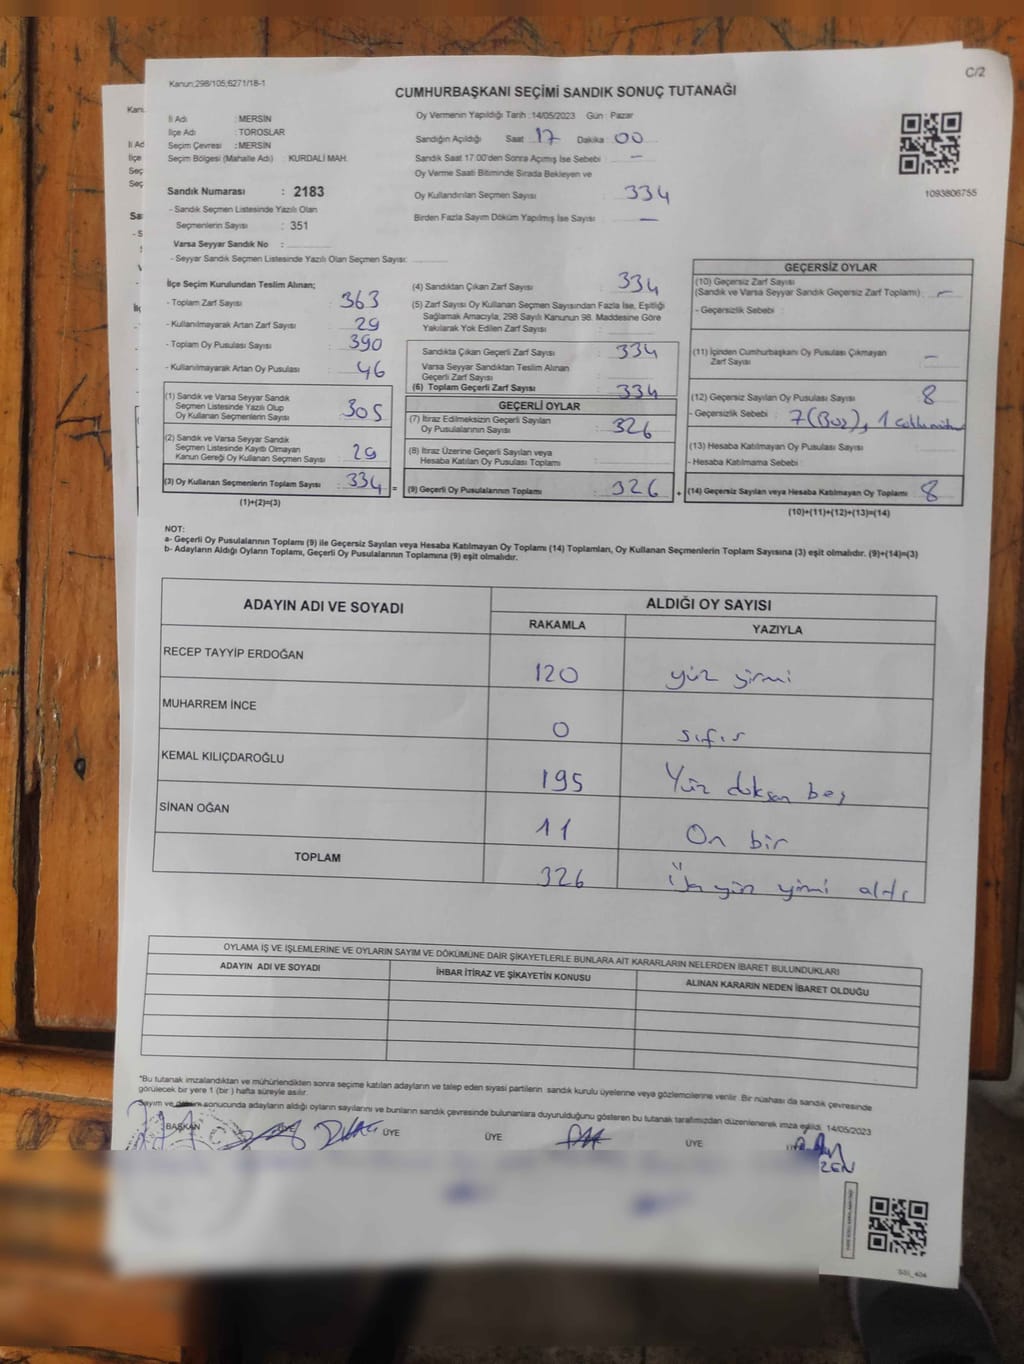 Kanun;298/105;6271/18-1
C/2
CUMHURBAŞKANI SEÇİMİ SANDIK SONUÇ TUTANAĞI
İl Adı : MERSİN
İlçe Adı : TOROSLAR
Seçim Çevresi : MERSİN
Seçim Bölgesi (Mahalle Adı) : KURDALİ MAH.
Sandık Numarası : 2183
- Sandık Seçmen Listesinde Yazılı Olan
Seçmenlerin Sayısı : 351
Varsa Seyyar Sandık No :
- Seyyar Sandık Seçmen Listesinde Yazılı Olan Seçmen Sayısı:
Oy Vermenin Yapıldığı Tarih :14/05/2023 Gün : Pazar
Sandığın Açıldığı Saat 17 Dakika 00
Sandık Saat 17.00'den Sonra Açmış İse Sebebi : -
Oy Verme Saati Bitiminde Sırada Bekleyen ve
Oy Kullandırılan Seçmen Sayısı : 334
Birden Fazla Sayım Döküm Yapılmış İse Sayısı : -
1093806755
İlçe Seçim Kurulundan Teslim Alınan;
- Toplam Zarf Sayısı : 363
- Kullanılmayarak Artan Zarf Sayısı : 29
- Toplam Oy Pusulası Sayısı : 390
- Kullanılmayarak Artan Oy Pusulası : 46
(1) Sandık ve Varsa Seyyar Sandık
Seçmen Listesinde Yazılı Olup
Oy Kullanan Seçmenlerin Sayısı : 305
(2) Sandık ve Varsa Seyyar Sandık
Seçmen Listesinde Kayıtlı Olmayan
Kanun Gereği Oy Kullanan Seçmen Sayısı : 29
(3) Oy Kullanan Seçmenlerin Toplam Sayısı : 334 =
(1)+(2)=(3)
(4) Sandıktan Çıkan Zarf Sayısı : 334
(5) Zarf Sayısı Oy Kullanan Seçmen Sayısından Fazla İse, Eşitliği
Sağlamak Amacıyla, 298 Sayılı Kanunun 98. Maddesine Göre
Yakılarak Yok Edilen Zarf Sayısı :
Sandıkta Çıkan Geçerli Zarf Sayısı : 334
Varsa Seyyar Sandıktan Teslim Alınan
Geçerli Zarf Sayısı :
(6) Toplam Geçerli Zarf Sayısı : 334
GEÇERLİ OYLAR
(7) İtiraz Edilmeksizin Geçerli Sayılan
Oy Pusulalarının Sayısı : 326
(8) İtiraz Üzerine Geçerli Sayılan veya
Hesaba Katılan Oy Pusulası Toplamı :
(9) Geçerli Oy Pusulalarının Toplamı : 326 +
GEÇERSİZ OYLAR
(10) Geçersiz Zarf Sayısı
(Sandık ve Varsa Seyyar Sandık Geçersiz Zarf Toplamı) : -
- Geçersizlik Sebebi :
(11) İçinden Cumhurbaşkanı Oy Pusulası Çıkmayan
Zarf Sayısı : -
(12) Geçersiz Sayılan Oy Pusulası Sayısı : 8
- Geçersizlik Sebebi : 7(Boş), 1
(13) Hesaba Katılmayan Oy Pusulası Sayısı :
- Hesaba Katılmama Sebebi :
(14) Geçersiz Sayılan veya Hesaba Katılmayan Oy Toplamı : 8
(10)+(11)+(12)+(13)=(14)
NOT:
a- Geçerli Oy Pusulalarının Toplamı (9) ile Geçersiz Sayılan veya Hesaba Katılmayan Oy Toplamı (14) Toplamları, Oy Kullanan Seçmenlerin Toplam Sayısına (3) eşit olmalıdır. (9)+(14)=(3)
b- Adayların Aldığı Oyların Toplamı, Geçerli Oy Pusulalarının Toplamına (9) eşit olmalıdır.
ADAYIN ADI VE SOYADI
ALDIĞI OY SAYISI
RAKAMLA YAZIYLA
RECEP TAYYİP ERDOĞAN 120 yüz yirmi
MUHARREM İNCE 0 sıfır
KEMAL KILIÇDAROĞLU 195 Yüz doksan beş
SİNAN OĞAN 11 On bir
TOPLAM 326 yüz yirmi altı
OYLAMA İŞ VE İŞLEMLERİNE VE OYLARIN SAYIM VE DÖKÜMÜNE DAİR ŞİKAYETLERLE BUNLARA AİT KARARLARIN NELERDEN İBARET BULUNDUKLARI
ADAYIN ADI VE SOYADI İHBAR İTİRAZ VE ŞİKAYETİN KONUSU ALINAN KARARIN NEDEN İBARET OLDUĞU
*Bu tutanak imzalandıktan ve mühürlendikten sonra seçime katılan adayların ve talep eden siyasi partilerin sandık kurulu üyelerine veya gözlemcilerine verilir. Bir nüshası da sandık çevresinde
görülecek bir yere 1 (bir) hafta süreyle asılır.
Sayım ve döküm sonucunda adayların aldığı oyların sayılarını ve bunların sandık çevresinde bulunanlara duyurulduğunu gösteren bu tutanak tarafımızdan düzenlenerek imza edildi. 14/05/2023
BAŞKAN ÜYE ÜYE ÜYE